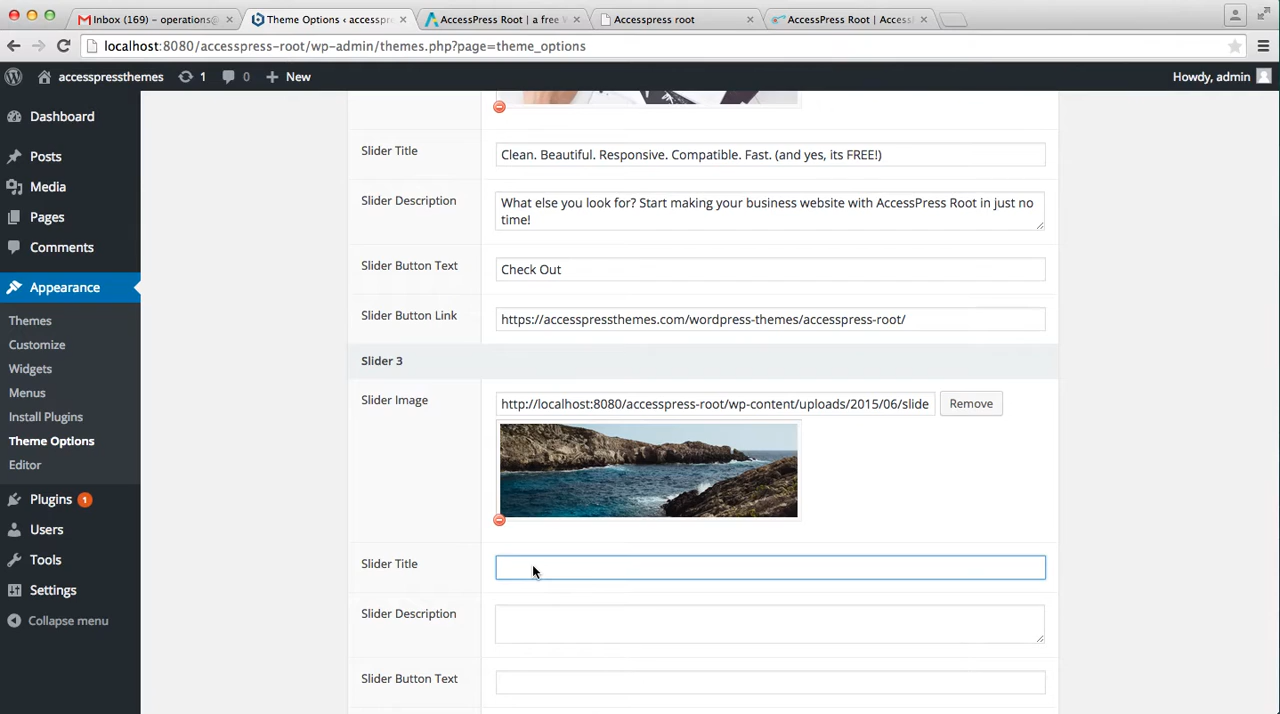 Inbox (169) – operations@
Theme Options ‹ accesspr
AccessPress Root | a free W
Accesspress root
AccessPress Root | Access
localhost:8080/accesspress-root/wp-admin/themes.php?page=theme_options
accesspressthemes
1
0
New
Howdy, admin
Dashboard
Posts
Media
Pages
Comments
Appearance
Themes
Customize
Widgets
Menus
Install Plugins
Theme Options
Editor
Plugins 1
Users
Tools
Settings
Collapse menu
Slider Title
Clean. Beautiful. Responsive. Compatible. Fast. (and yes, its FREE!)
Slider Description
What else you look for? Start making your business website with AccessPress Root in just no
time!
Slider Button Text
Check Out
Slider Button Link
https://accesspressthemes.com/wordpress-themes/accesspress-root/
Slider 3
Slider Image
http://localhost:8080/accesspress-root/wp-content/uploads/2015/06/slide
Remove
Slider Title
Slider Description
Slider Button Text